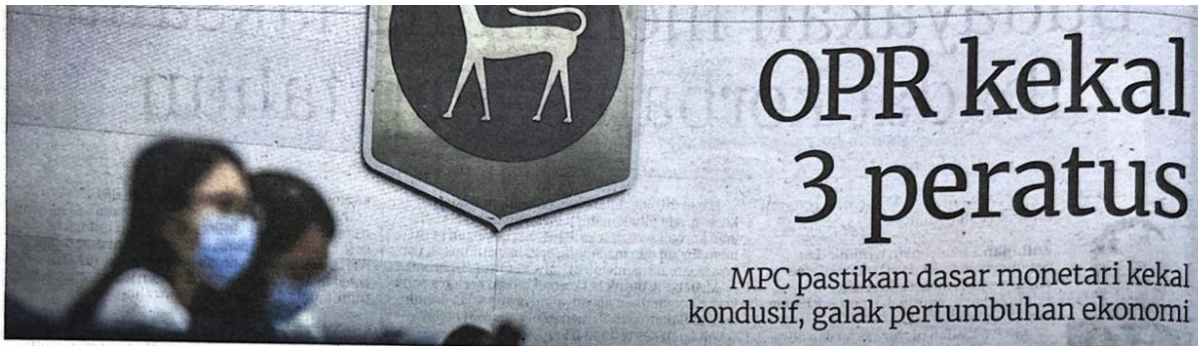 OPR kekal
3 peratus
MPC pastikan dasar monetari kekal
kondusif, galak pertumbuhan ekonomi